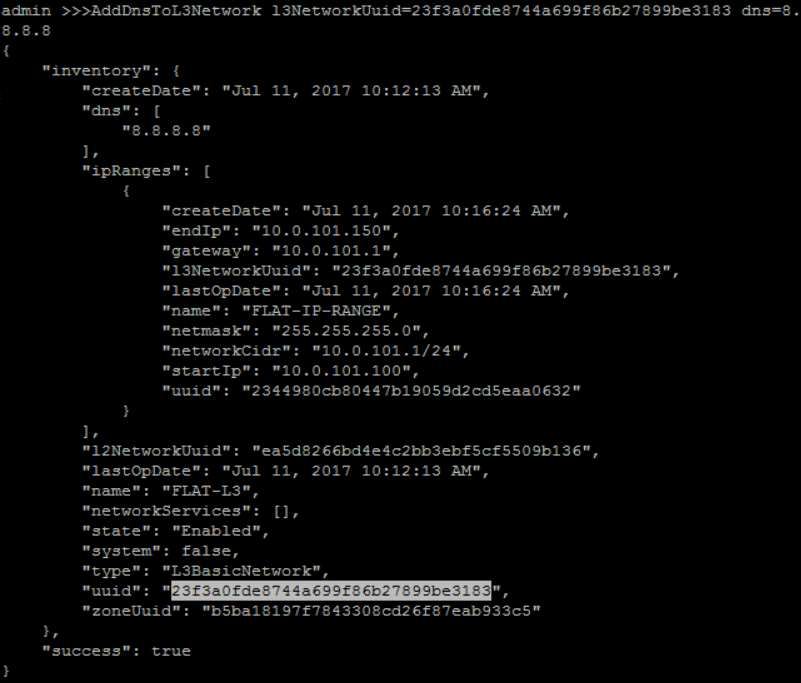 admin >>>AddDnsToL3Network l3NetworkUuid=23f3a0fde8744a699f86b27899be3183 dns=8.
8.8.8
{
    "inventory": {
        "createDate": "Jul 11, 2017 10:12:13 AM",
        "dns": [
            "8.8.8.8"
        ],
        "ipRanges": [
            {
                "createDate": "Jul 11, 2017 10:16:24 AM",
                "endIp": "10.0.101.150",
                "gateway": "10.0.101.1",
                "l3NetworkUuid": "23f3a0fde8744a699f86b27899be3183",
                "lastOpDate": "Jul 11, 2017 10:16:24 AM",
                "name": "FLAT-IP-RANGE",
                "netmask": "255.255.255.0",
                "networkCidr": "10.0.101.1/24",
                "startIp": "10.0.101.100",
                "uuid": "2344980cb80447b19059d2cd5eaa0632"
            }
        ],
        "l2NetworkUuid": "ea5d8266bd4e4c2bb3ebf5cf5509b136",
        "lastOpDate": "Jul 11, 2017 10:12:13 AM",
        "name": "FLAT-L3",
        "networkServices": [],
        "state": "Enabled",
        "system": false,
        "type": "L3BasicNetwork",
        "uuid": "23f3a0fde8744a699f86b27899be3183",
        "zoneUuid": "b5ba18197f7843308cd26f87eab933c5"
    },
    "success": true
}